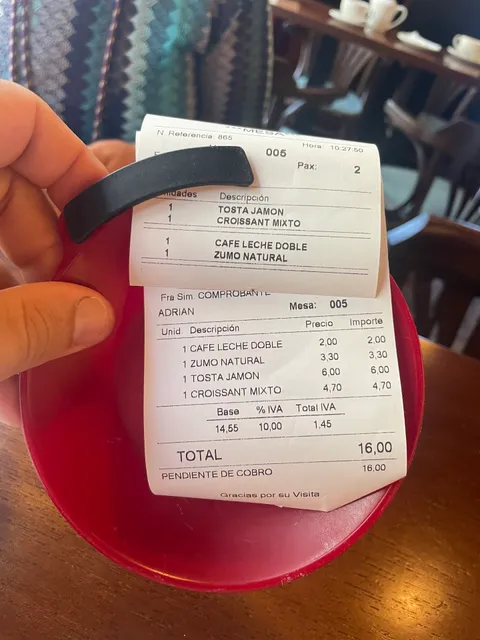 N. Referencia: 865 Hora: 10:27:50
005
Pax: 2
Descripción
1 TOSTA JAMON
1 CROISSANT MIXTO
1 CAFE LECHE DOBLE
1 ZUMO NATURAL
Fra Sim. COMPROBANTE
ADRIAN Mesa: 005
Unid Descripción Precio Importe
1 CAFE LECHE DOBLE 2,00 2,00
1 ZUMO NATURAL 3,30 3,30
1 TOSTA JAMON 6,00 6,00
1 CROISSANT MIXTO 4,70 4,70
Base % IVA Total IVA
14,55 10,00 1,45
TOTAL 16,00
PENDIENTE DE COBRO 16,00
Gracias por su Visita